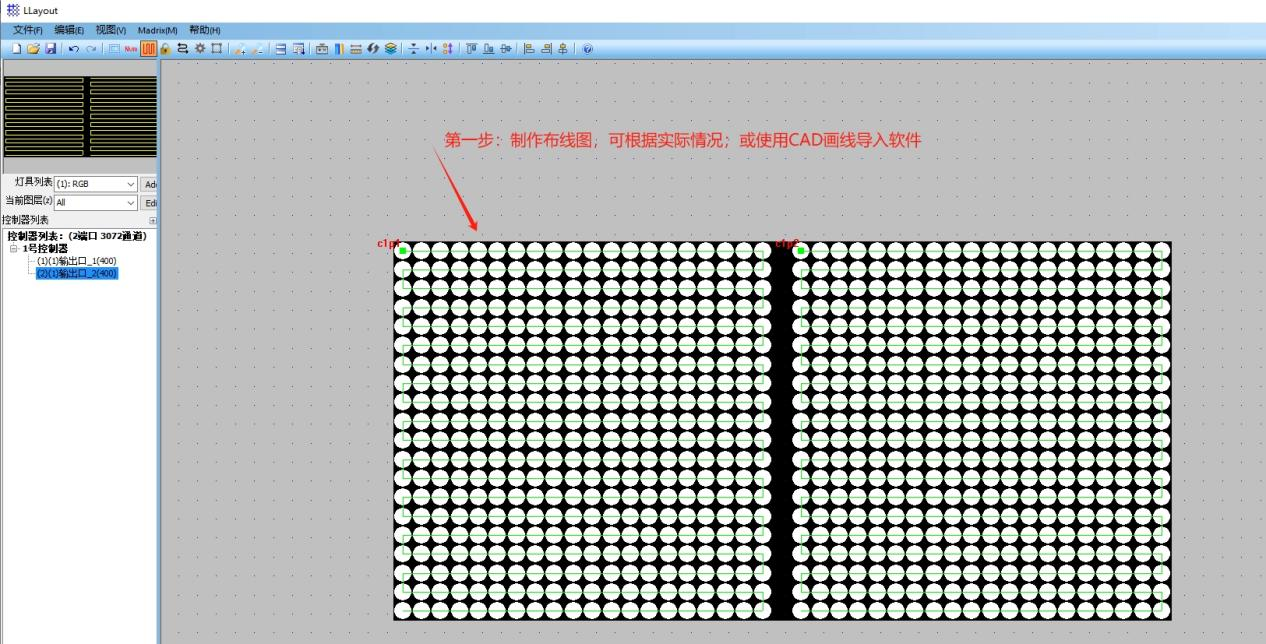 LLayout
文件(F) 编辑(E) 视图(V) Madrix(M) 帮助(H)
Num
第一步：制作布线图，可根据实际情况；或使用CAD画线导入软件
灯具列表 (1): RGB Add
当前图层(2) All Edi
控制器列表
控制器列表：(2端口 3072通道)
1号控制器
(1)(1)输出口_1(400)
(2)(1)输出口_2(400)
c1p1 c1p2